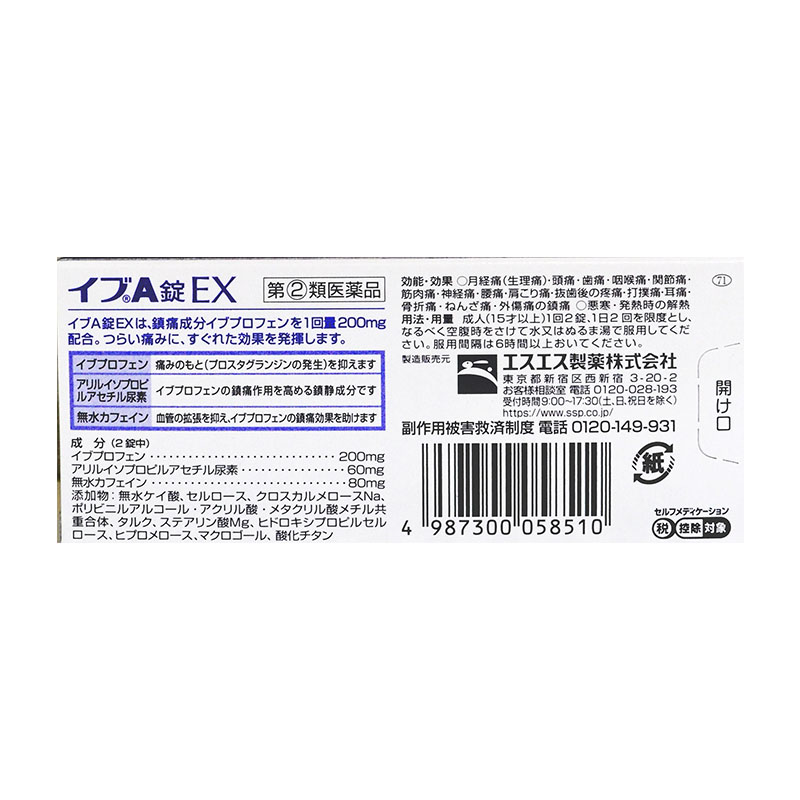 イブ®A錠EX 指定②類医薬品
イブA錠EXは、鎮痛成分イブプロフェンを1回量200mg
配合。つらい痛みに、すぐれた効果を発揮します。
イブプロフェン 痛みのもと(プロスタグランジンの発生)を抑えます
アリルイソプロピ
ルアセチル尿素 イブプロフェンの鎮痛作用を高める鎮静成分です
無水カフェイン 血管の拡張を抑え、イブプロフェンの鎮痛効果を助けます
成分(2錠中)
イブプロフェン‥‥‥‥‥‥‥‥‥‥200mg
アリルイソプロピルアセチル尿素‥‥‥‥60mg
無水カフェイン‥‥‥‥‥‥‥‥‥‥80mg
添加物:無水ケイ酸、セルロース、クロスカルメロースNa、
ポリビニルアルコール・アクリル酸・メタクリル酸メチル共
重合体、タルク、ステアリン酸Mg、ヒドロキシプロピルセル
ロース、ヒプロメロース、マクロゴール、酸化チタン
効能・効果 ○月経痛(生理痛)・頭痛・歯痛・咽喉痛・関節痛・
筋肉痛・神経痛・腰痛・肩こり痛・抜歯後の疼痛・打撲痛・耳痛・
骨折痛・ねんざ痛・外傷痛の鎮痛 ○悪寒・発熱時の解熱
用法・用量 成人(15才以上)1回2錠、1日2回を限度とし、
なるべく空腹時をさけて水又はぬるま湯で服用してくだ
さい。服用間隔は6時間以上おいてください。
製造販売元 エスエス製薬株式会社
東京都新宿区西新宿 3-20-2
お客様相談室 電話 0120-028-193
受付時間9:00~17:30(土、日、祝日を除く)
https://www.ssp.co.jp/
副作用被害救済制度 電話 0120-149-931
4 987300 058510
紙
セルフメディケーション
税 控除 対象
71
開け口